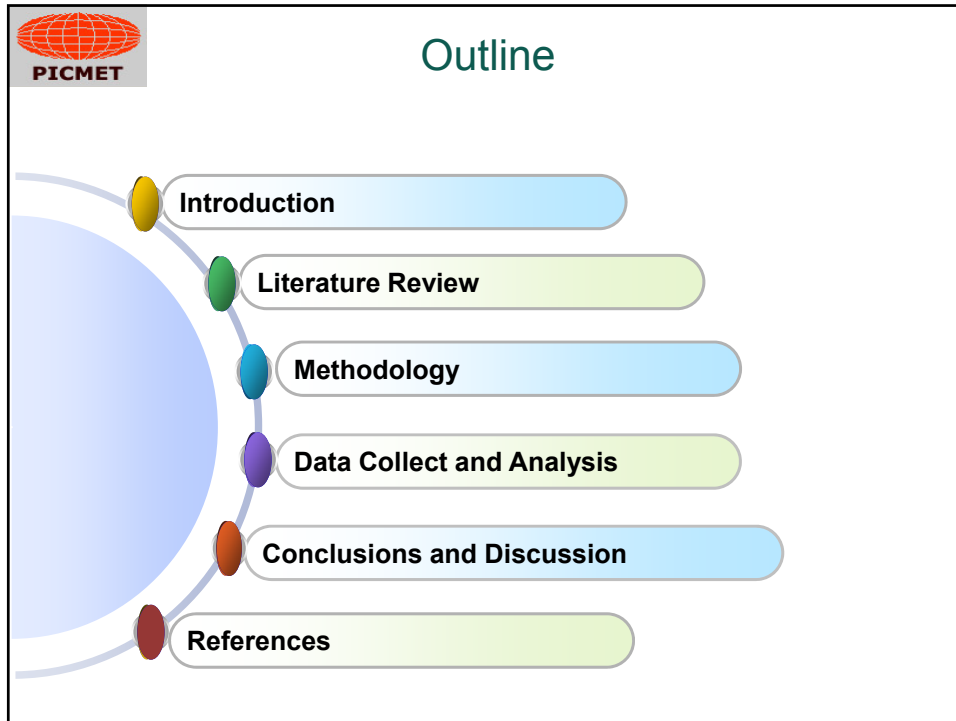 PICMET
Outline
Introduction
Literature Review
Methodology
Data Collect and Analysis
Conclusions and Discussion
References